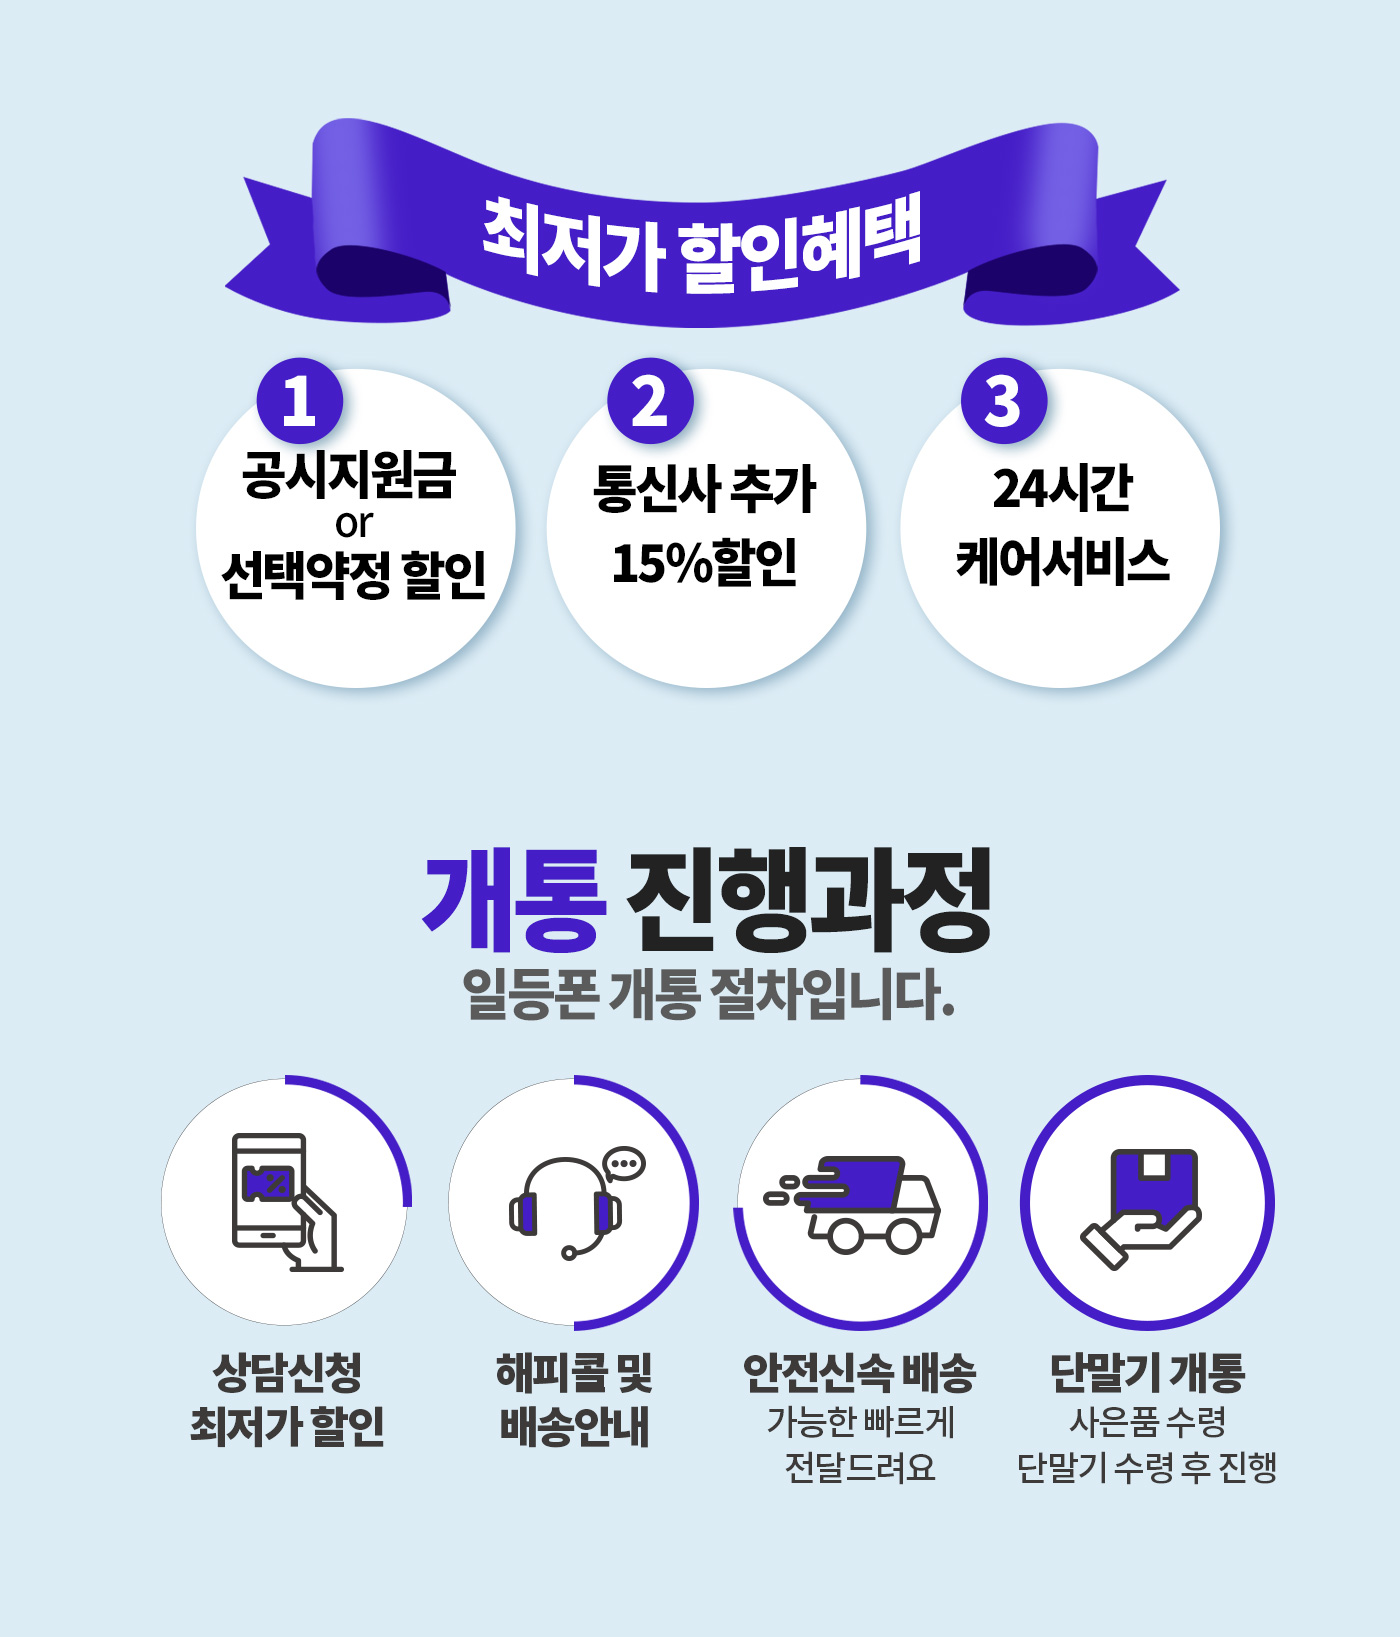 최저가 할인혜택
1
공시지원금
or
선택약정 할인
2
통신사 추가
15%할인
3
24시간
케어서비스
개통 진행과정
일등폰 개통 절차입니다.
%
상담신청
최저가 할인
해피콜 및
배송안내
안전신속 배송
가능한 빠르게
전달드려요
단말기 개통
사은품 수령
단말기 수령 후 진행